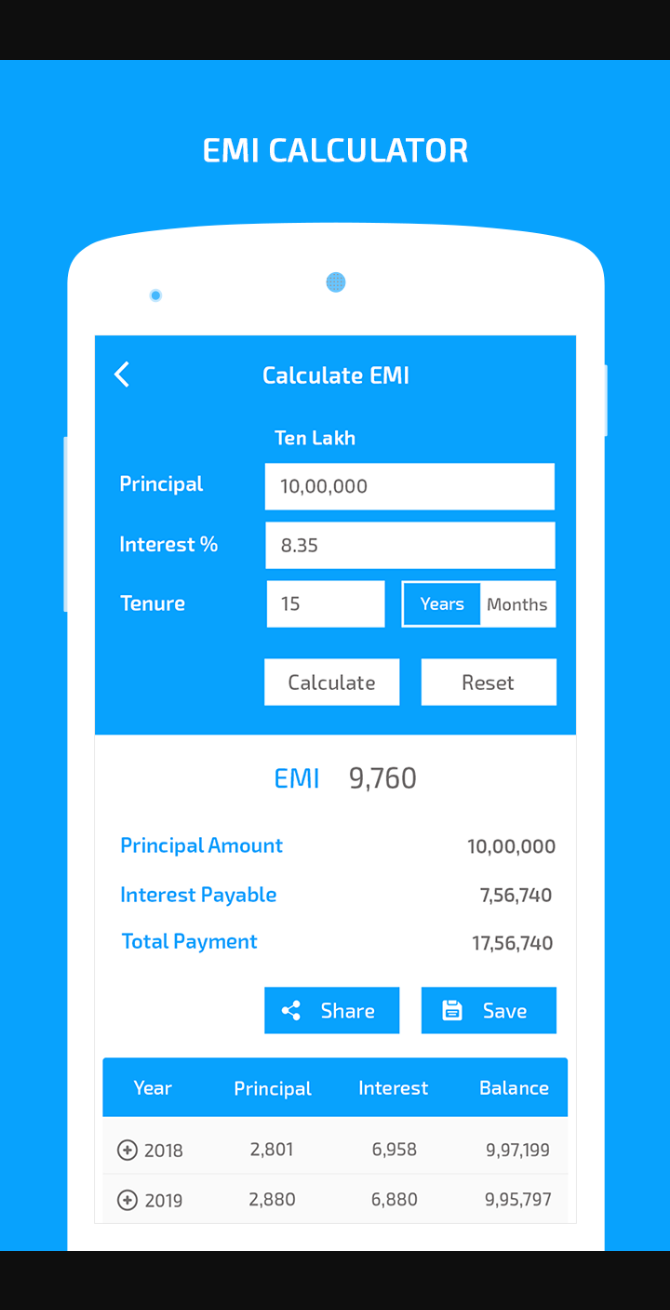 EMI CALCULATOR
Calculate EMI
Ten Lakh
Principal 10,00,000
Interest % 8.35
Tenure 15 Years Months
Calculate Reset
EMI 9,760
Principal Amount 10,00,000
Interest Payable 7,56,740
Total Payment 17,56,740
Share Save
Year Principal Interest Balance
2018 2,801 6,958 9,97,199
2019 2,880 6,880 9,95,797